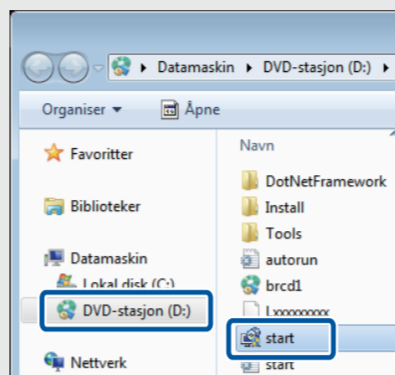 Datamaskin DVD-stasjon (D:)
Organiser Åpne
Favoritter
Biblioteker
Datamaskin
Lokal disk (C:)
DVD-stasjon (D:)
Nettverk
Navn
DotNetFramework
Install
Tools
autorun
brcd1
Lxxxxxxxxx
start
start